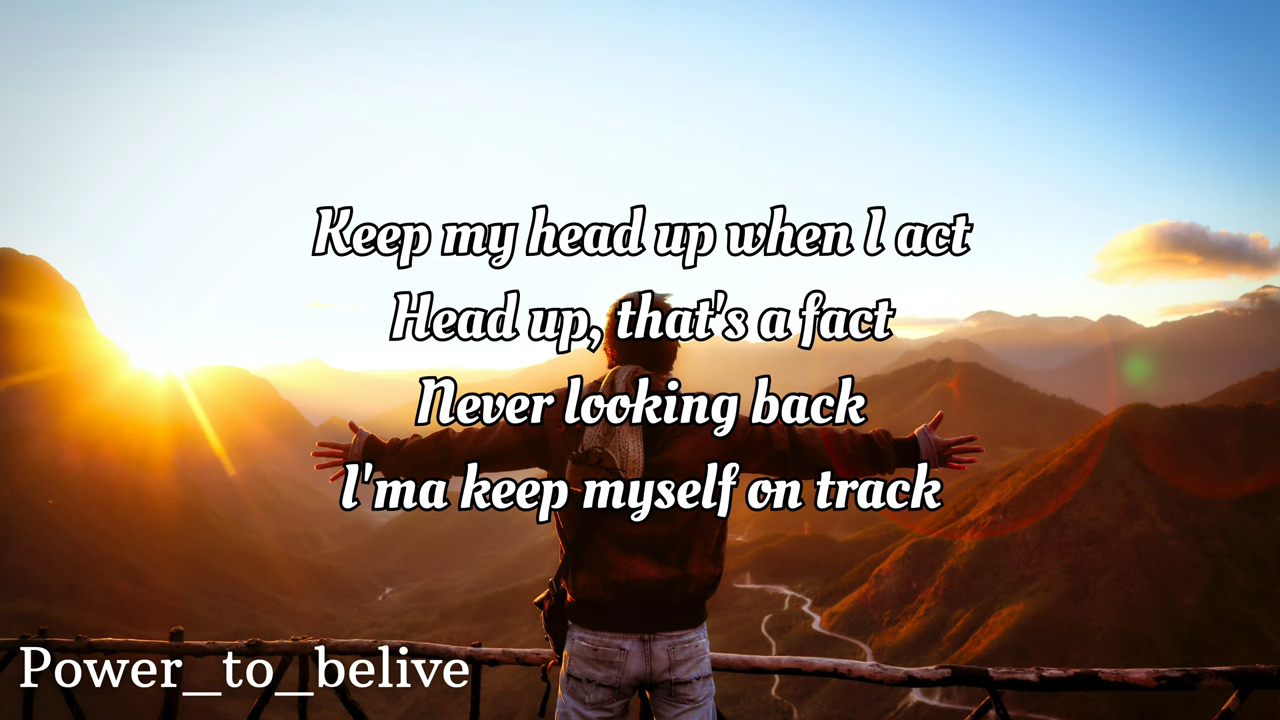 Keep my head up when I act
Head up, that's a fact
Never looking back
I'ma keep myself on track
Power_to_belive